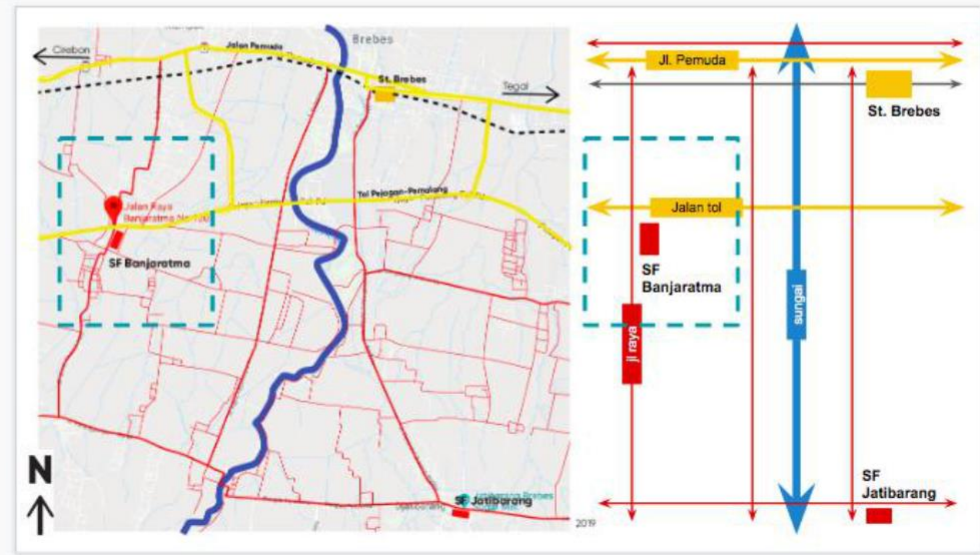 Cirebon
Jalan Pemuda
Brebes
St. Brebes
Tegal
Jalan Raya
Banjaratma No.
SF Banjaratma
Tol Pejagan-Pemalang
SF Jatibarang
N
2019
Jl. Pemuda
St. Brebes
Jalan tol
SF
Banjaratma
jl raya
sungai
SF
Jatibarang